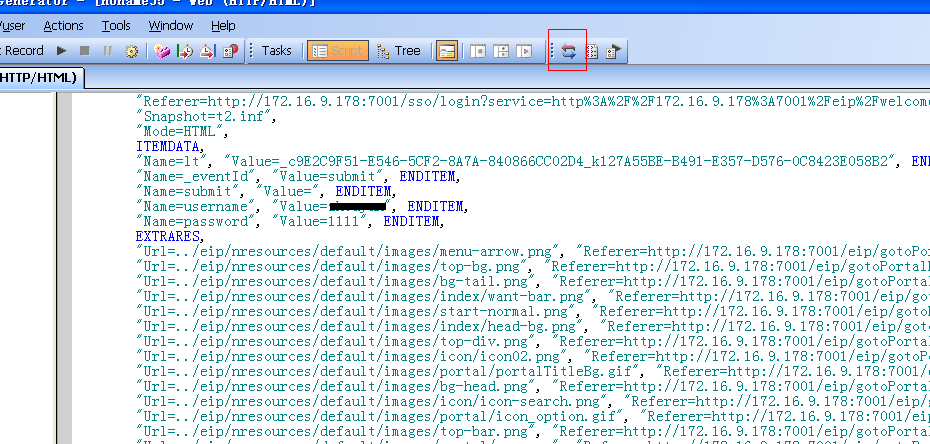 Generator - [noname55 - Web (HTTP/HTML)]
Vuser Actions Tools Window Help
t Record Tasks Script Tree
HTTP/HTML)
"Referer=http://172.16.9.178:7001/sso/login?service=http%3A%2F%2F172.16.9.178%3A7001%2Feip%2Fwelcome
"Snapshot=t2.inf",
"Mode=HTML",
ITEMDATA,
"Name=lt", "Value=_c9E2C9F51-E546-5CF2-8A7A-840866CC02D4_k127A55BE-B491-E357-D576-0C8423E058B2", EN
"Name=_eventId", "Value=submit", ENDITEM,
"Name=submit", "Value=", ENDITEM,
"Name=username", "Value= ", ENDITEM,
"Name=password", "Value=1111", ENDITEM,
EXTRARES,
"Url=../eip/nresources/default/images/menu-arrow.png", "Referer=http://172.16.9.178:7001/eip/gotoPortal
"Url=../eip/nresources/default/images/top-bg.png", "Referer=http://172.16.9.178:7001/eip/gotoPortal
"Url=../eip/nresources/default/images/bg-tail.png", "Referer=http://172.16.9.178:7001/eip/gotoPorta
"Url=../eip/nresources/default/images/index/want-bar.png", "Referer=http://172.16.9.178:7001/eip/go
"Url=../eip/nresources/default/images/start-normal.png", "Referer=http://172.16.9.178:7001/eip/goto
"Url=../eip/nresources/default/images/index/head-bg.png", "Referer=http://172.16.9.178:7001/eip/got
"Url=../eip/nresources/default/images/top-div.png", "Referer=http://172.16.9.178:7001/eip/gotoPorta
"Url=../eip/nresources/default/images/icon/icon02.png", "Referer=http://172.16.9.178:7001/eip/gotoP
"Url=../eip/nresources/default/images/portal/portalTitleBg.gif", "Referer=http://172.16.9.178:7001/
"Url=../eip/nresources/default/images/bg-head.png", "Referer=http://172.16.9.178:7001/eip/gotoPorta
"Url=../eip/nresources/default/images/icon/icon-search.png", "Referer=http://172.16.9.178:7001/eip/
"Url=../eip/nresources/default/images/portal/icon_option.gif", "Referer=http://172.16.9.178:7001/ei
"Url=../eip/nresources/default/images/top-bar.png", "Referer=http://172.16.9.178:7001/eip/gotoPorta